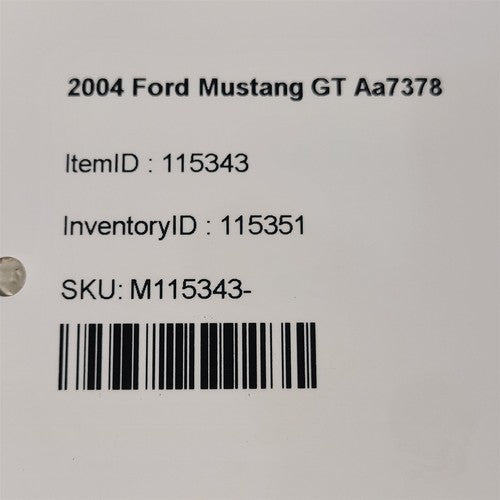 2004 Ford Mustang GT Aa7378
ItemID : 115343
InventoryID : 115351
SKU: M115343-